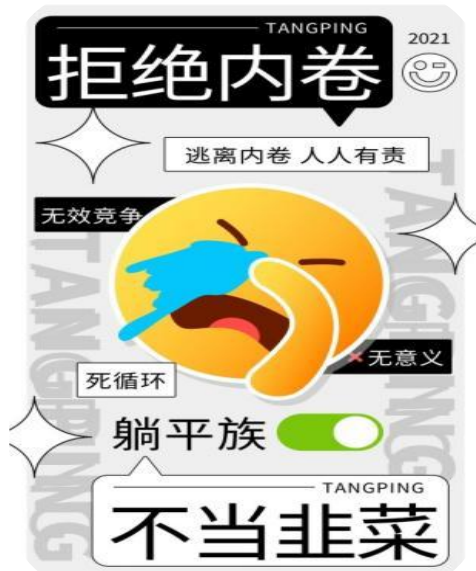 TANGPING
2021
拒绝内卷
逃离内卷 人人有责
无效竞争
TANGPING
TANGPING
无意义
死循环
躺平族
TANGPING
不当韭菜